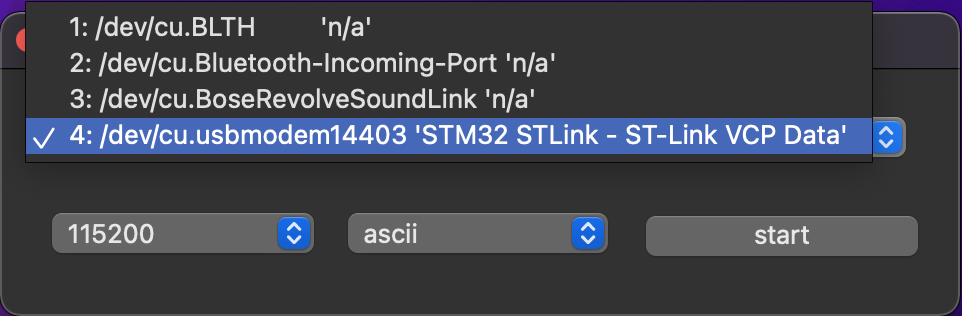 1: /dev/cu.BLTH 'n/a'
2: /dev/cu.Bluetooth-Incoming-Port 'n/a'
3: /dev/cu.BoseRevolveSoundLink 'n/a'
✓ 4: /dev/cu.usbmodem14403 'STM32 STLink - ST-Link VCP Data'
115200 ascii start